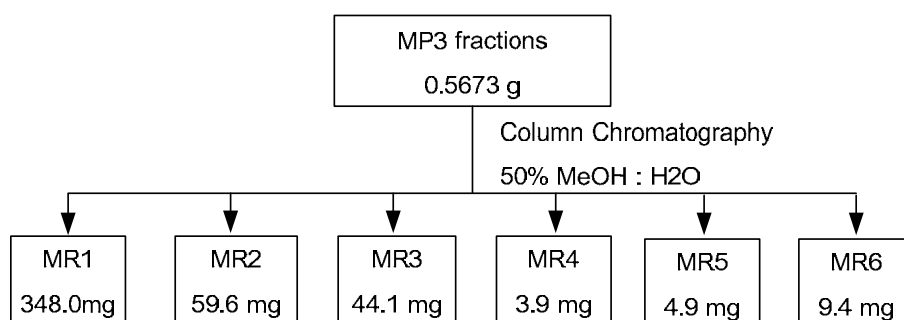 MP3 fractions
0.5673 g
Column Chromatography
50% MeOH : H2O
MR1
348.0mg
MR2
59.6 mg
MR3
44.1 mg
MR4
3.9 mg
MR5
4.9 mg
MR6
9.4 mg